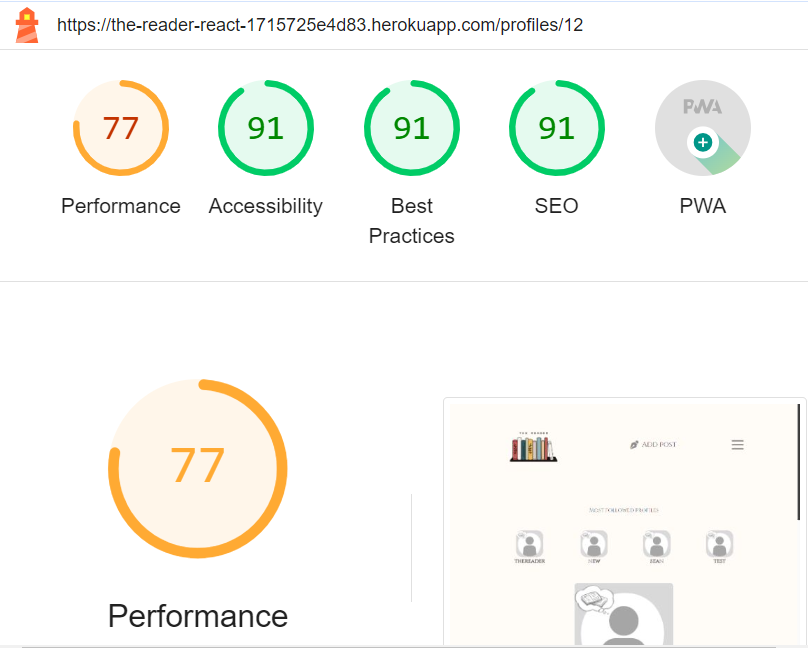 https://the-reader-react-1715725e4d83.herokuapp.com/profiles/12
77
91
91
91
PWA
Performance
Accessibility
Best
Practices
SEO
PWA
77
Performance
THE READER
ADD POST
MOST FOLLOWED PROFILES
THEREADER
NEW
SEAN
TEST